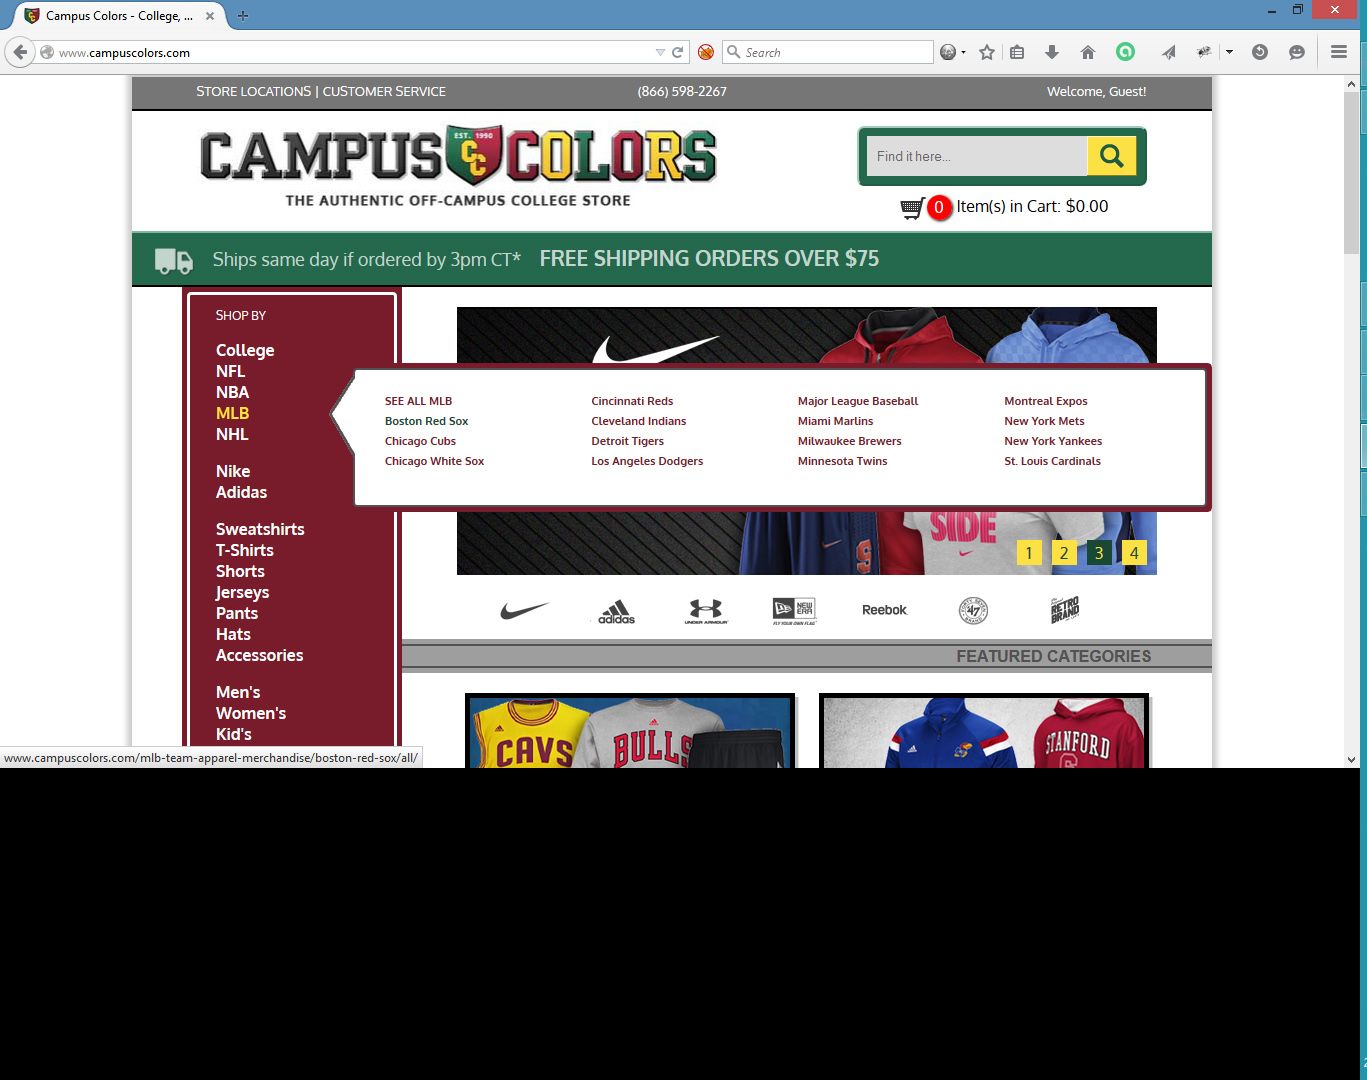 Campus Colors - College, ...
www.campuscolors.com
Search
STORE LOCATIONS | CUSTOMER SERVICE
(866) 598-2267
Welcome, Guest!
CAMPUS COLORS
EST. 1990
CC
THE AUTHENTIC OFF-CAMPUS COLLEGE STORE
Find it here...
0 Item(s) in Cart: $0.00
Ships same day if ordered by 3pm CT* FREE SHIPPING ORDERS OVER $75
SHOP BY
College
NFL
NBA
MLB
NHL
Nike
Adidas
Sweatshirts
T-Shirts
Shorts
Jerseys
Pants
Hats
Accessories
Men's
Women's
Kid's
SEE ALL MLB
Boston Red Sox
Chicago Cubs
Chicago White Sox
Cincinnati Reds
Cleveland Indians
Detroit Tigers
Los Angeles Dodgers
Major League Baseball
Miami Marlins
Milwaukee Brewers
Minnesota Twins
Montreal Expos
New York Mets
New York Yankees
St. Louis Cardinals
SIDE
1 2 3 4
adidas
UNDER ARMOUR
NEW ERA
FLY YOUR OWN FLAG
Reebok
FORTY SEVEN
'47
BRAND
RETRO
BRAND
FEATURED CATEGORIES
CAVS
BULLS
STANFORD
www.campuscolors.com/mlb-team-apparel-merchandise/boston-red-sox/all/